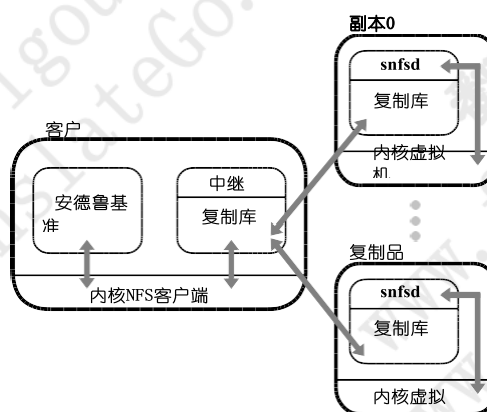 副本0
snfsd
复制库
内核虚拟
机
客户
安德鲁基
准
中继
复制库
内核NFS客户端
复制品
snfsd
复制库
内核虚拟